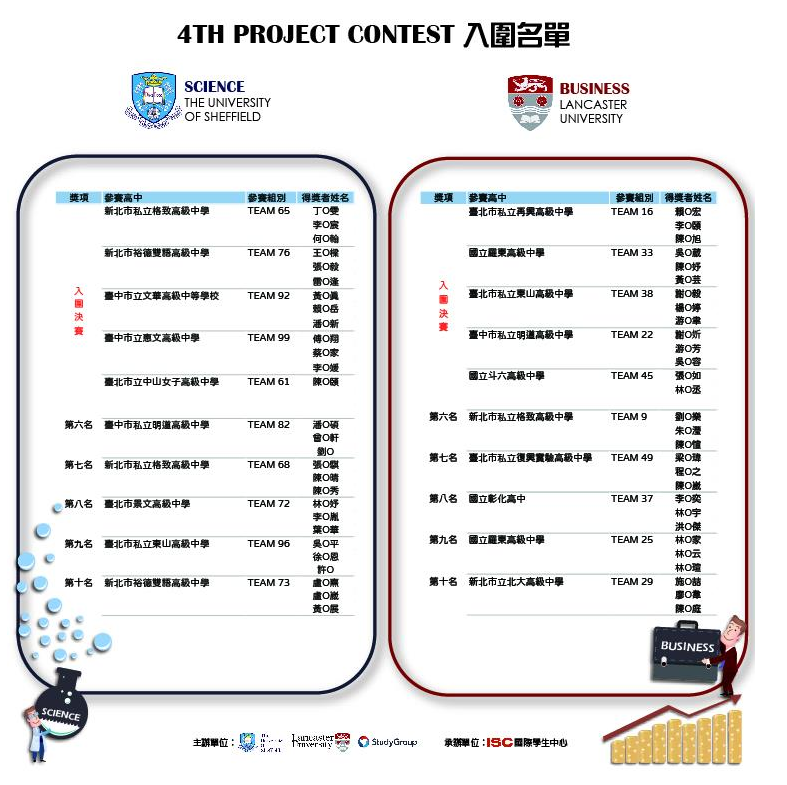 4TH PROJECT CONTEST 入圍名單
SCIENCE
THE UNIVERSITY
OF SHEFFIELD
BUSINESS
LANCASTER
UNIVERSITY
獎項 參賽高中 參賽組別 得獎者姓名
新北市私立格致高級中學 TEAM 65 丁O雯
李O宸
何O翰
新北市裕德雙語高級中學 TEAM 76 王O樑
張O毅
雷O逢
入圍決賽
臺中市立文華高級中等學校 TEAM 92 黃O真
賴O岳
潘O新
臺中市立惠文高級中學 TEAM 99 傅O翔
蔡O家
李O媛
臺北市立中山女子高級中學 TEAM 61 陳O頤
第六名 臺中市私立明道高級中學 TEAM 82 潘O碩
曾O軒
劉O
第七名 新北市私立格致高級中學 TEAM 68 張O騏
陳O晴
陳O秀
第八名 臺北市景文高級中學 TEAM 72 林O妤
李O胤
葉O華
第九名 臺北市私立東山高級中學 TEAM 96 吳O平
徐O恩
許O
第十名 新北市裕德雙語高級中學 TEAM 73 盧O熏
盧O崴
黃O展
獎項 參賽高中 參賽組別 得獎者姓名
臺北市私立再興高級中學 TEAM 16 賴O宏
李O頤
陳O旭
國立羅東高級中學 TEAM 33 吳O葳
陳O妤
黃O芸
入圍決賽
臺北市私立東山高級中學 TEAM 38 謝O毅
楊O婷
游O聿
臺中市私立明道高級中學 TEAM 22 謝O妡
游O芳
吳O容
國立斗六高級中學 TEAM 45 張O如
林O丞
第六名 新北市私立格致高級中學 TEAM 9 劉O樂
朱O瀅
陳O愷
第七名 臺北市私立復興實驗高級中學 TEAM 49 梁O瑋
程O之
陳O崴
第八名 國立彰化高中 TEAM 37 李O奕
林O宇
洪O傑
第九名 國立羅東高級中學 TEAM 25 林O家
林O云
林O瑄
第十名 新北市立北大高級中學 TEAM 29 施O喆
廖O韋
陳O庭
BUSINESS
SCIENCE
主辦單位：
Lancaster University
StudyGroup
承辦單位：ISC國際學生中心